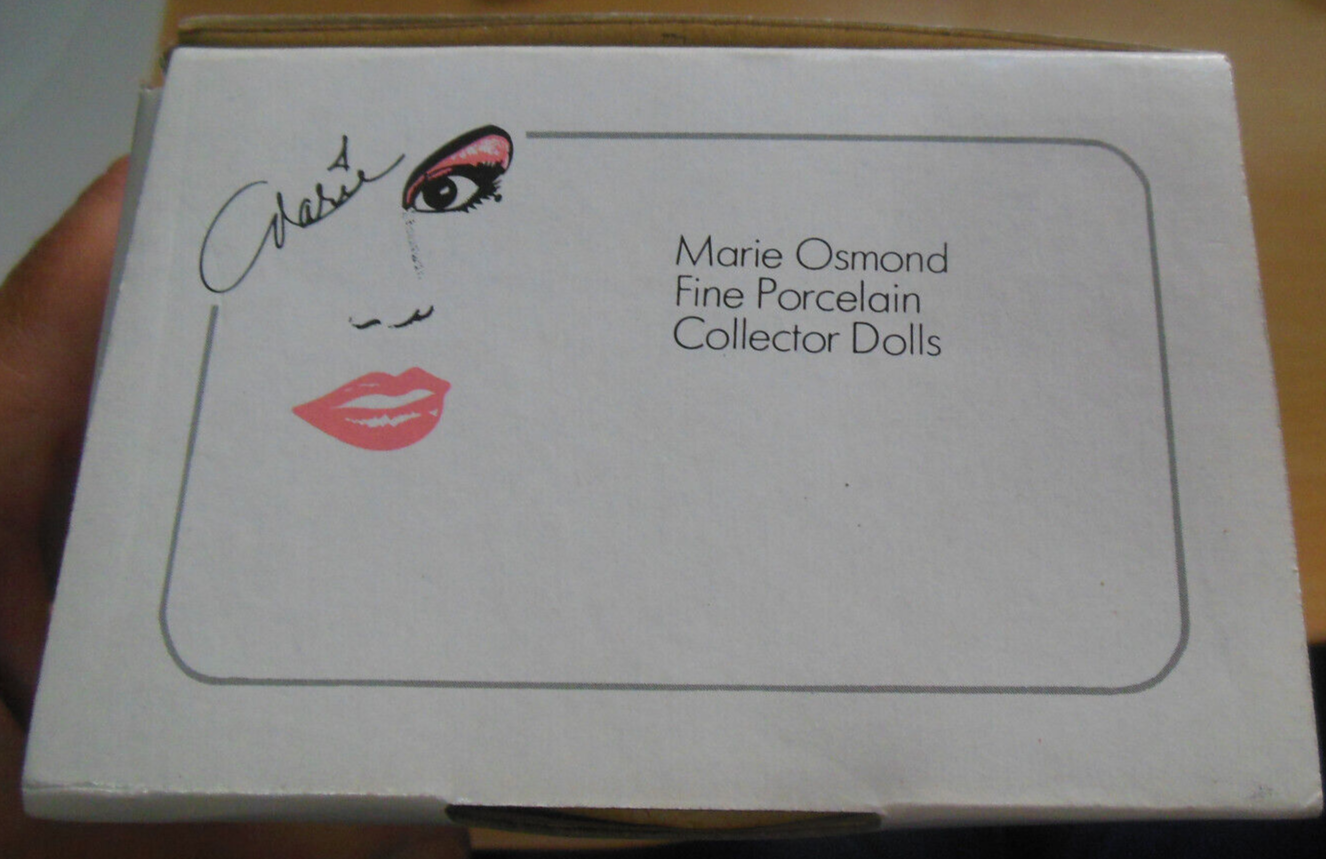 Marie
Marie Osmond
Fine Porcelain
Collector Dolls